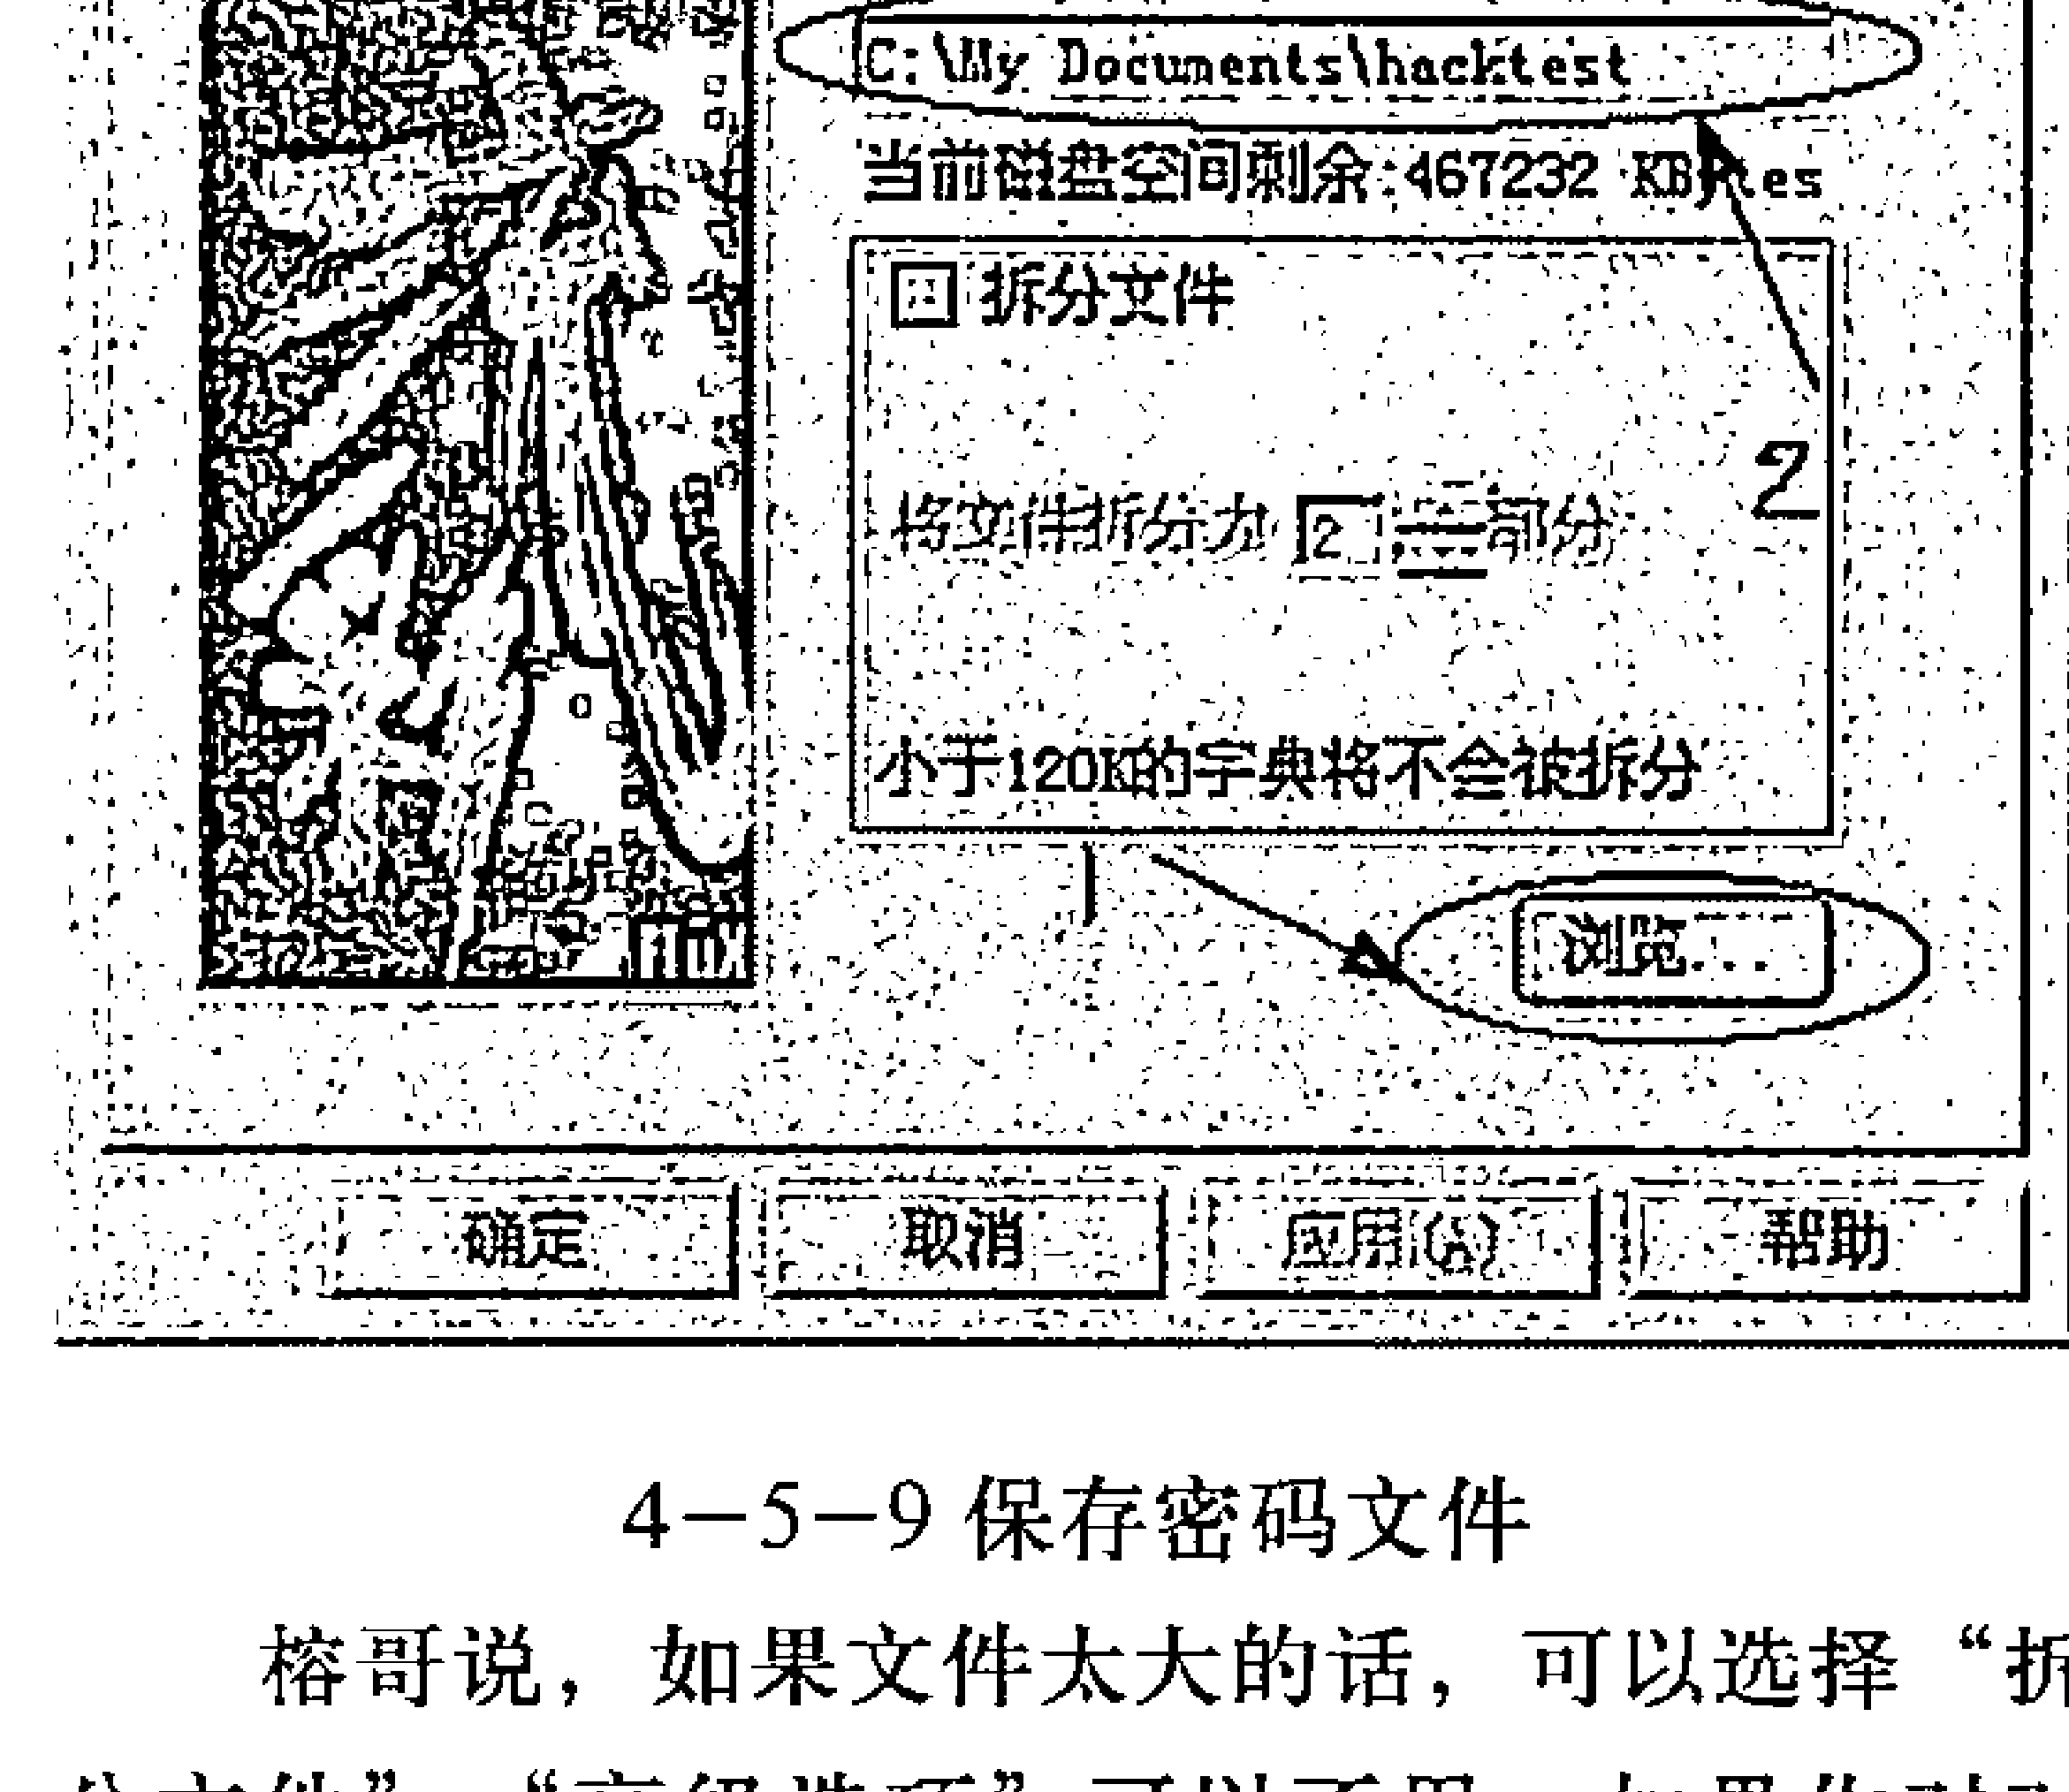 C:\My Documents\hacktest
当前磁盘空间剩余:467232 KBytes
拆分文件
2
将文件拆分为 2 部分
小于120K的字典将不会被拆分
1
浏览...
确定 取消 应用(A) 帮助
4-5-9 保存密码文件
榕哥说，如果文件太大的话，可以选择“拆